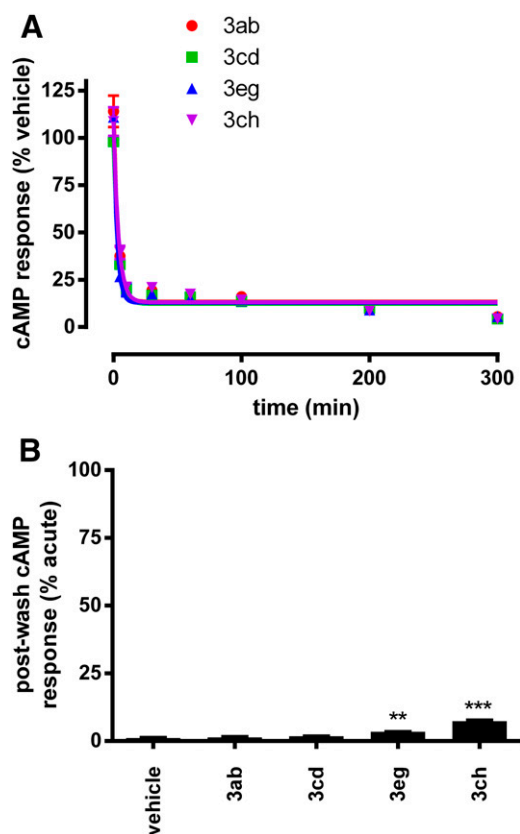 A
3ab
3cd
3eg
3ch
cAMP response (% vehicle)
125
100
75
50
25
0
0
100
200
300
time (min)
B
post-wash cAMP
response (% acute)
100
75
50
25
0
**
***
vehicle
3ab
3cd
3eg
3ch